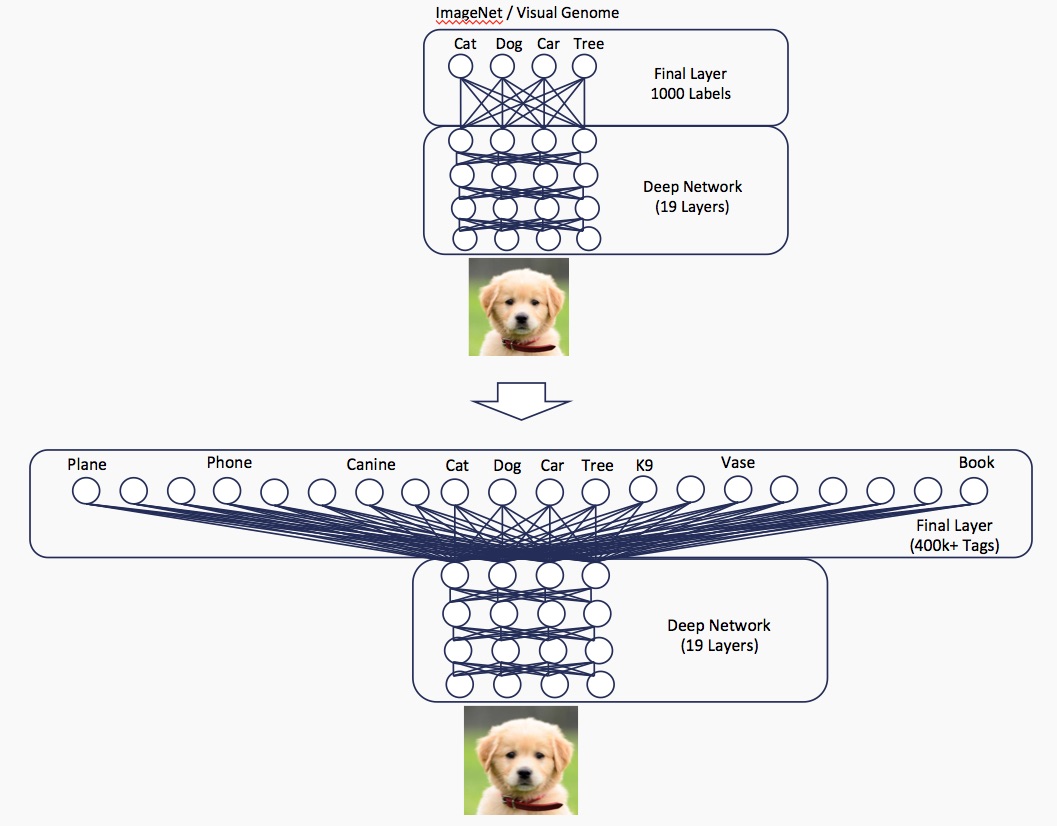 ImageNet / Visual Genome
Cat Dog Car Tree
Final Layer
1000 Labels
Deep Network
(19 Layers)
Plane Phone Canine Cat Dog Car Tree K9 Vase Book
Final Layer
(400k+ Tags)
Deep Network
(19 Layers)